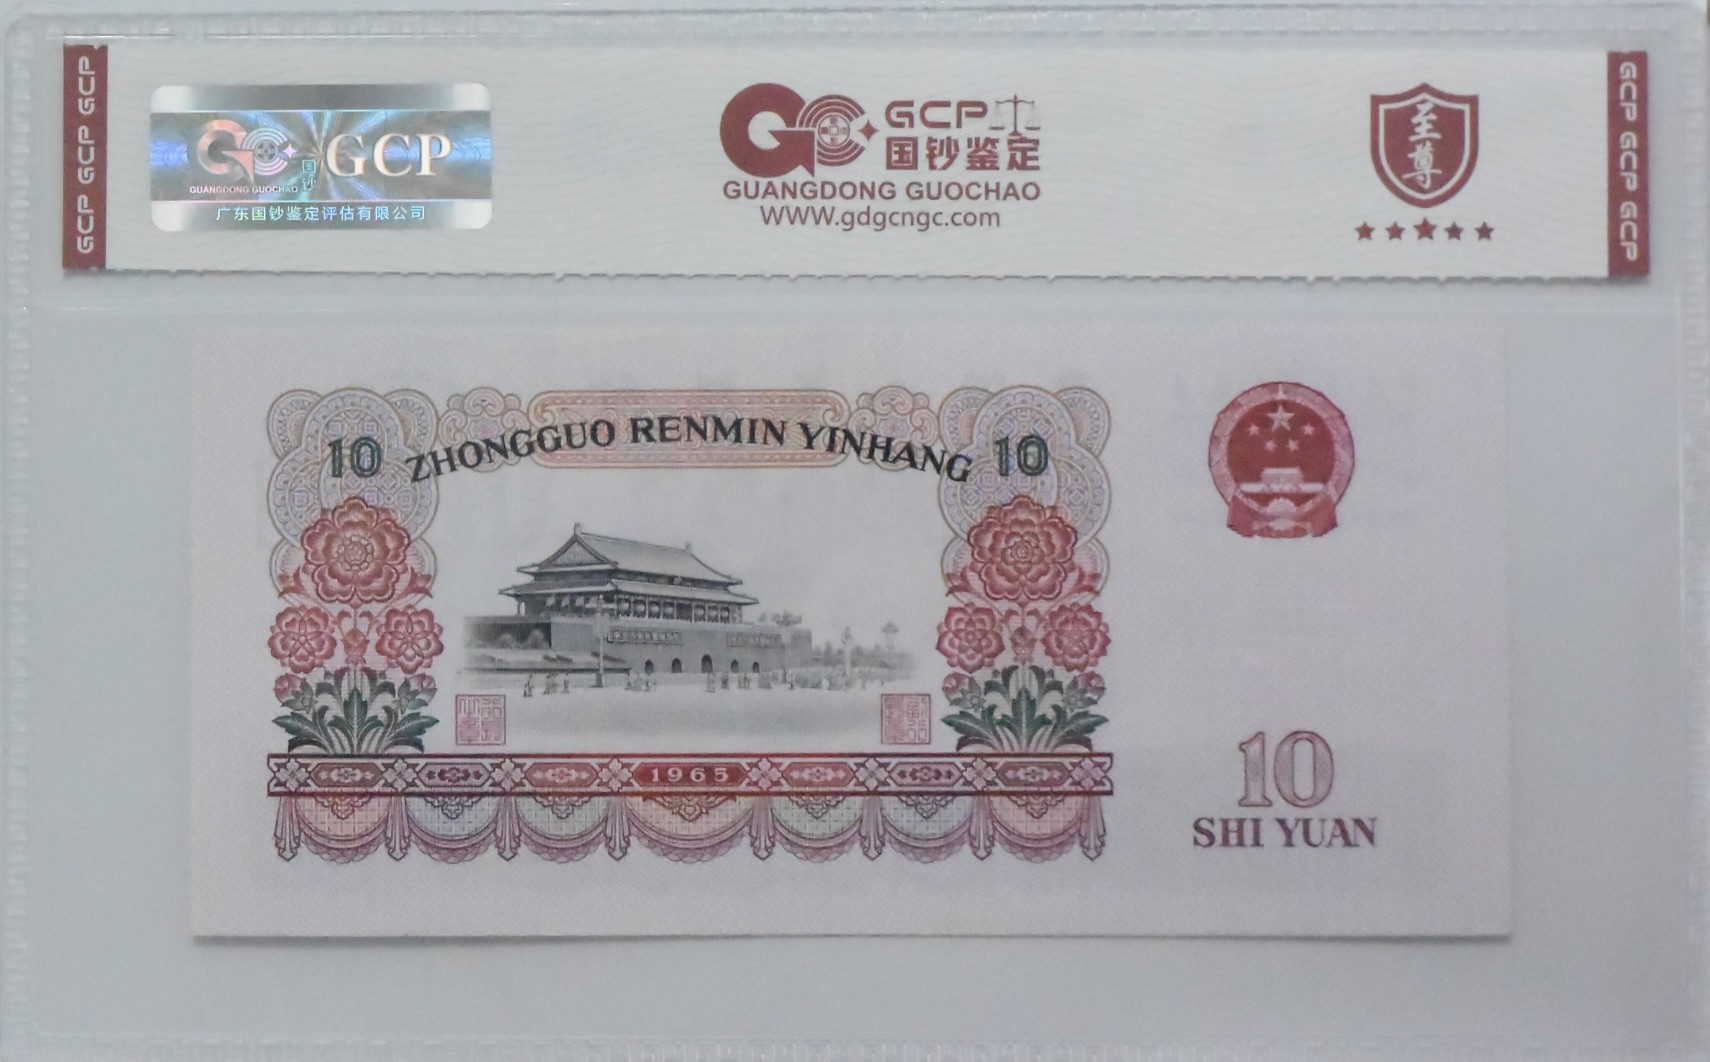 GCP GCP GCP
GCP
国钞
GUANGDONG GUOCHAO
广东国钞鉴定评估有限公司
GCP
国钞鉴定
GUANGDONG GUOCHAO
WWW.gdgcngc.com
至尊
GCP GCP GCP
ZHONGGUO RENMIN YINHANG
10
10
1965
10
SHI YUAN